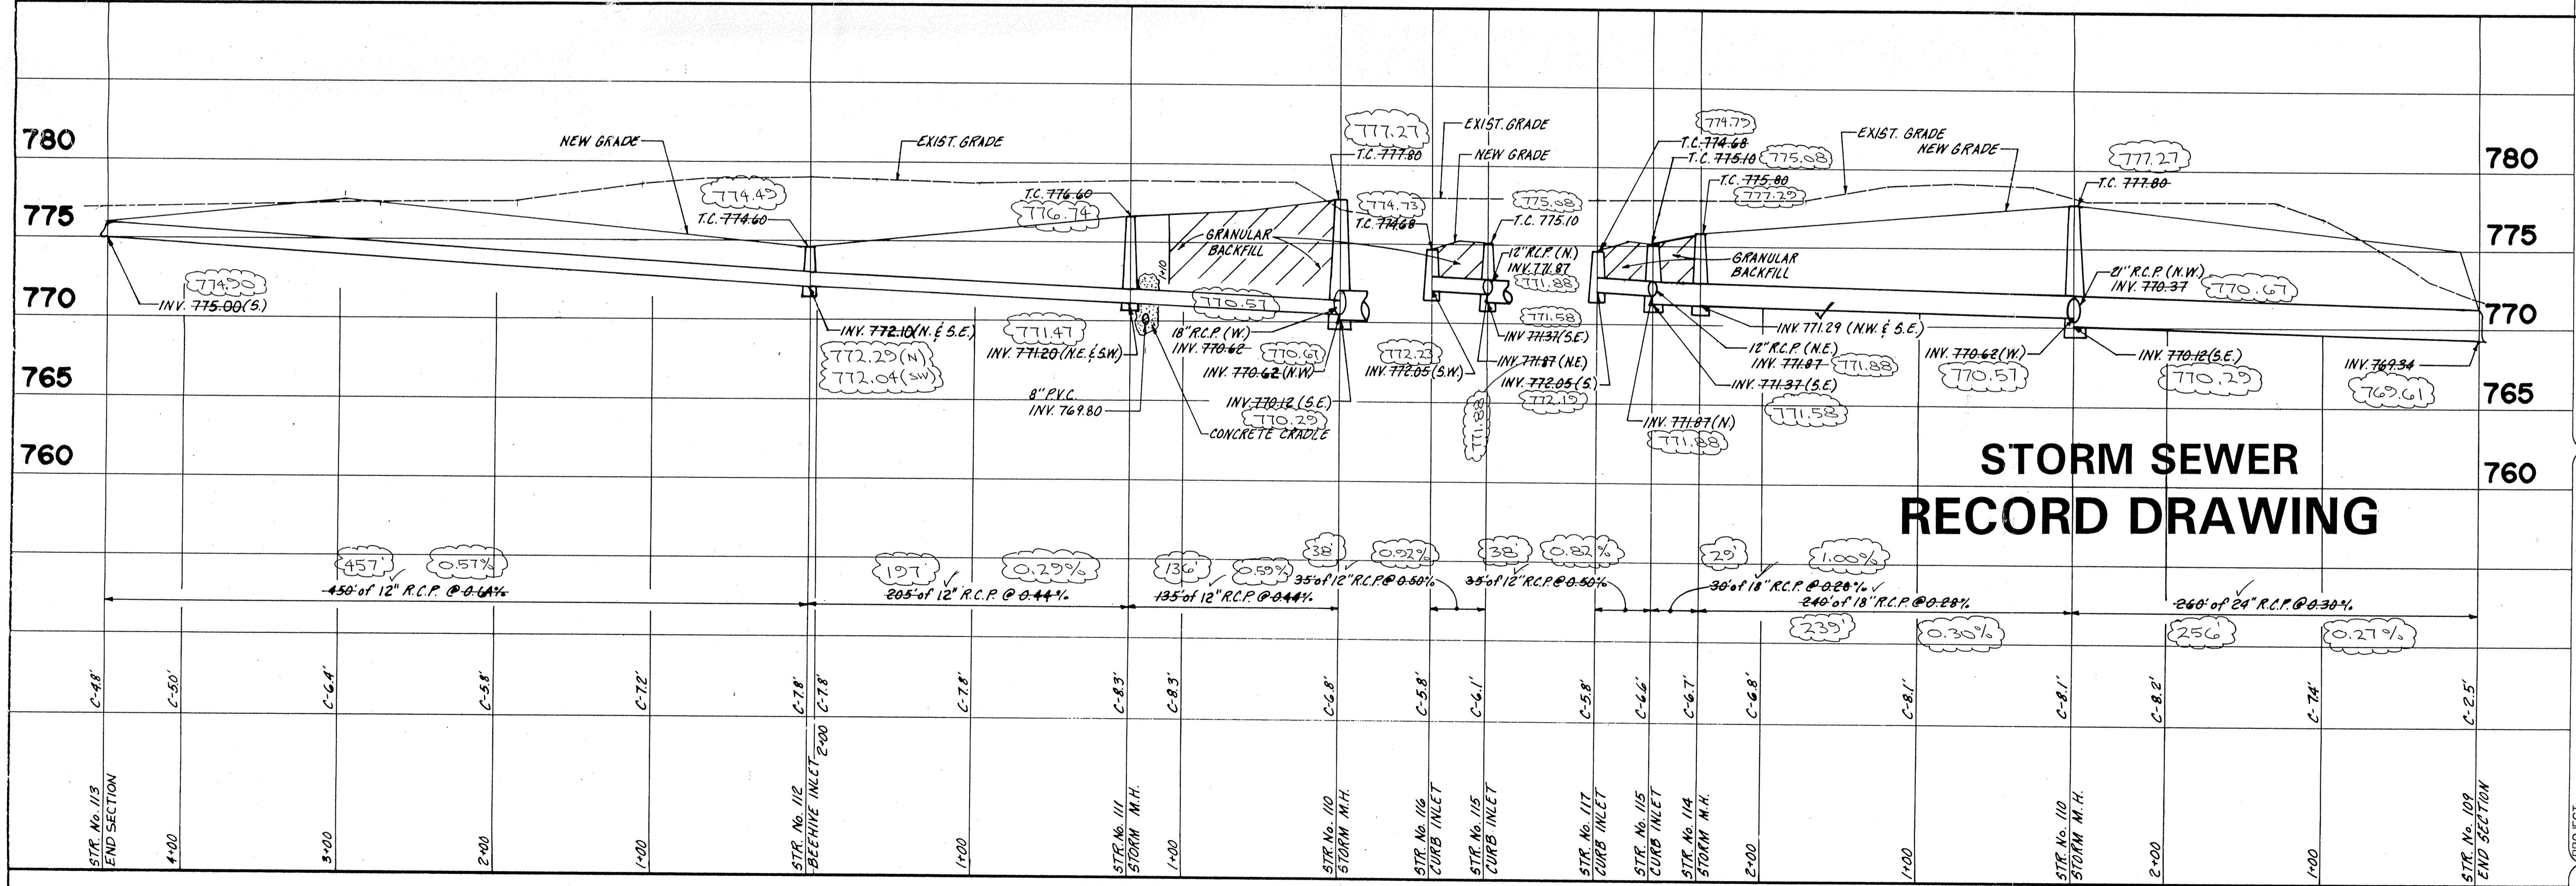 780
775
770
765
760
NEW GRADE
EXIST. GRADE
774.90
INV. 775.00 (S.)
774.49
T.C. 774.60
INV. 772.10 (N. & S.E.)
772.29 (N)
772.04 (SW)
T.C. 776.60
776.74
771.47
INV. 771.20 (N.E. & S.W.)
8" P.V.C.
INV. 769.80
CONCRETE CRADLE
1+10
GRANULAR
BACKFILL
770.57
18" R.C.P. (W.)
INV. 770.62
770.67
INV. 770.62 (N.W.)
INV. 770.12 (S.E.)
770.29
777.27
T.C. 777.80
EXIST. GRADE
NEW GRADE
774.73
T.C. 774.68
775.08
T.C. 775.10
12" R.C.P. (N.)
INV. 771.87
771.88
771.58
INV. 771.37 (S.E.)
772.23
INV. 772.05 (S.W.)
INV. 771.87 (N.E.)
771.88
INV. 772.05 (S.)
772.19
774.79
T.C. 774.68
T.C. 775.10
775.08
T.C. 775.80
777.29
GRANULAR
BACKFILL
EXIST. GRADE
NEW GRADE
INV. 771.29 (N.W. & S.E.)
12" R.C.P. (N.E.)
INV. 771.87
771.88
INV. 771.37 (S.E.)
771.58
INV. 771.87 (N.)
771.88
777.27
T.C. 777.80
21" R.C.P. (N.W.)
INV. 770.37
770.67
INV. 770.62 (W.)
770.57
INV. 770.12 (S.E.)
770.29
INV. 769.34
769.61
780
775
770
765
760
STORM SEWER
RECORD DRAWING
457'
0.57%
450' of 12" R.C.P. @ 0.64%
197'
0.29%
205' of 12" R.C.P. @ 0.44%
136'
0.59%
135' of 12" R.C.P. @ 0.44%
38'
0.92%
35' of 12" R.C.P. @ 0.50%
38'
0.82%
35' of 12" R.C.P. @ 0.50%
29'
1.00%
30' of 18" R.C.P. @ 0.28%
240' of 18" R.C.P. @ 0.28%
239'
0.30%
260' of 24" R.C.P. @ 0.30%
256'
0.27%
C-4.8'
C-5.0'
C-6.4'
C-5.8'
C-7.2'
C-7.8'
C-7.8'
C-7.8'
C-8.3'
C-8.3'
C-6.8'
C-5.8'
C-6.1'
C-5.8'
C-6.6'
C-6.7'
C-6.8'
C-8.1'
C-8.1'
C-8.2'
C-7.4'
C-2.5'
STR. No. 113
END SECTION
4+00
3+00
2+00
1+00
STR. No. 112
BEEHIVE INLET
2+00
1+00
STR. No. 111
STORM M.H.
1+00
STR. No. 110
STORM M.H.
STR. No. 116
CURB INLET
STR. No. 115
CURB INLET
STR. No. 117
CURB INLET
STR. No. 115
CURB INLET
STR. No. 114
STORM M.H.
2+00
1+00
STR. No. 110
STORM M.H.
2+00
1+00
STR. No. 109
END SECTION
PROJECT